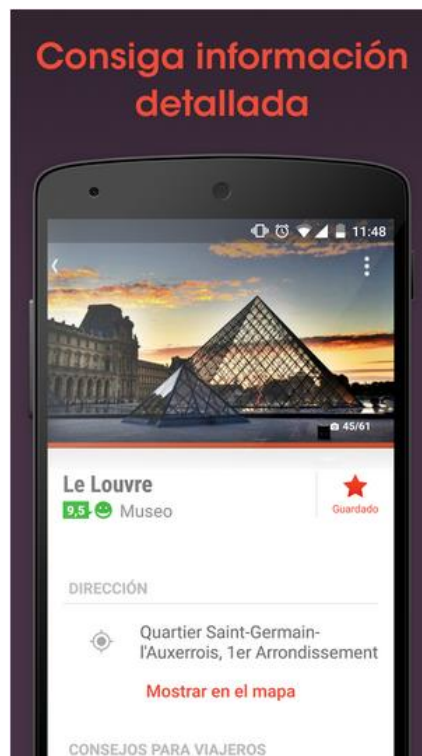 Consiga información
detallada
11:48
45/61
Le Louvre
9,5 Museo
Guardado
DIRECCIÓN
Quartier Saint-Germain-
l'Auxerrois, 1er Arrondissement
Mostrar en el mapa
CONSEJOS PARA VIAJEROS